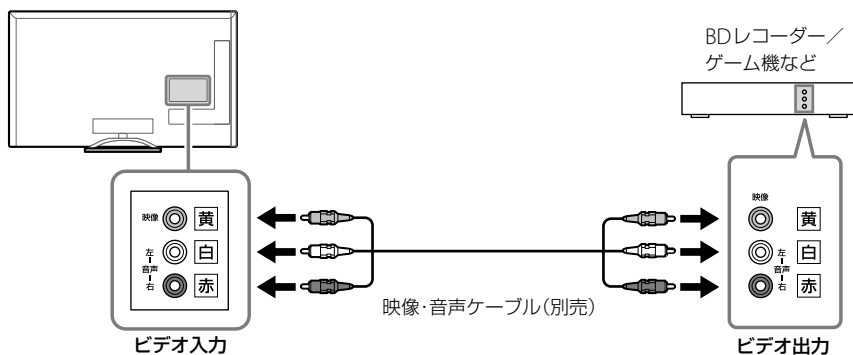 BDレコーダー／
ゲーム機など
映像
黄
左
音声
右
白
赤
ビデオ入力
映像・音声ケーブル（別売）
映像
黄
左
音声
右
白
赤
ビデオ出力